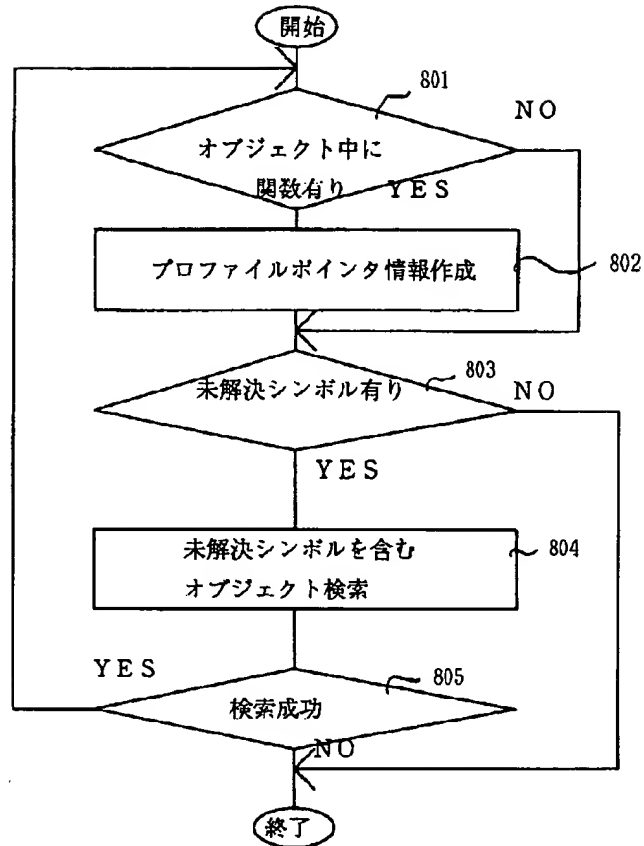 開始
801
NO
オブジェクト中に
関数有り
YES
プロファイルポインタ情報作成
802
803
未解決シンボル有り
NO
YES
未解決シンボルを含む
オブジェクト検索
804
YES
805
検索成功
NO
終了